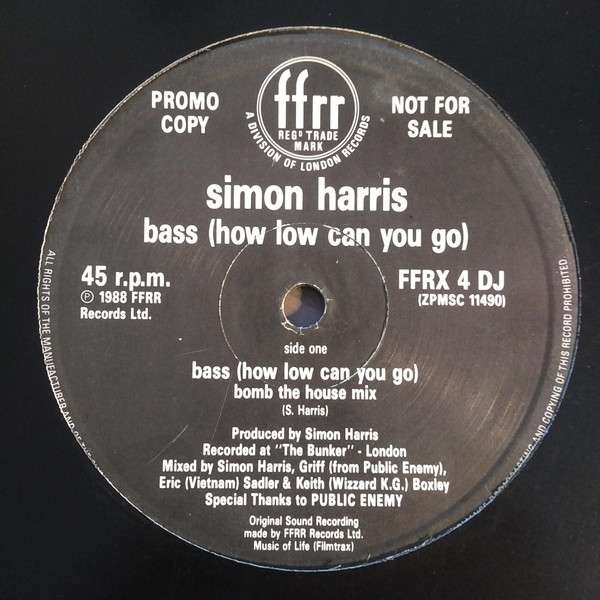 PROMO
COPY
ffrr
REGD TRADE
MARK
A DIVISION OF LONDON RECORDS
NOT FOR
SALE
simon harris
bass (how low can you go)
45 r.p.m.
℗ 1988 FFRR
Records Ltd.
FFRX 4 DJ
(ZPMSC 11490)
side one
bass (how low can you go)
bomb the house mix
(S. Harris)
Produced by Simon Harris
Recorded at "The Bunker" - London
Mixed by Simon Harris, Griff (from Public Enemy),
Eric (Vietnam) Sadler & Keith (Wizzard K.G.) Boxley
Special Thanks to PUBLIC ENEMY
Original Sound Recording
made by FFRR Records Ltd.
Music of Life (Filmtrax)
ALL RIGHTS OF THE MANUFACTURER AND OF THE
AND COPYING OF THIS RECORD PROHIBITED